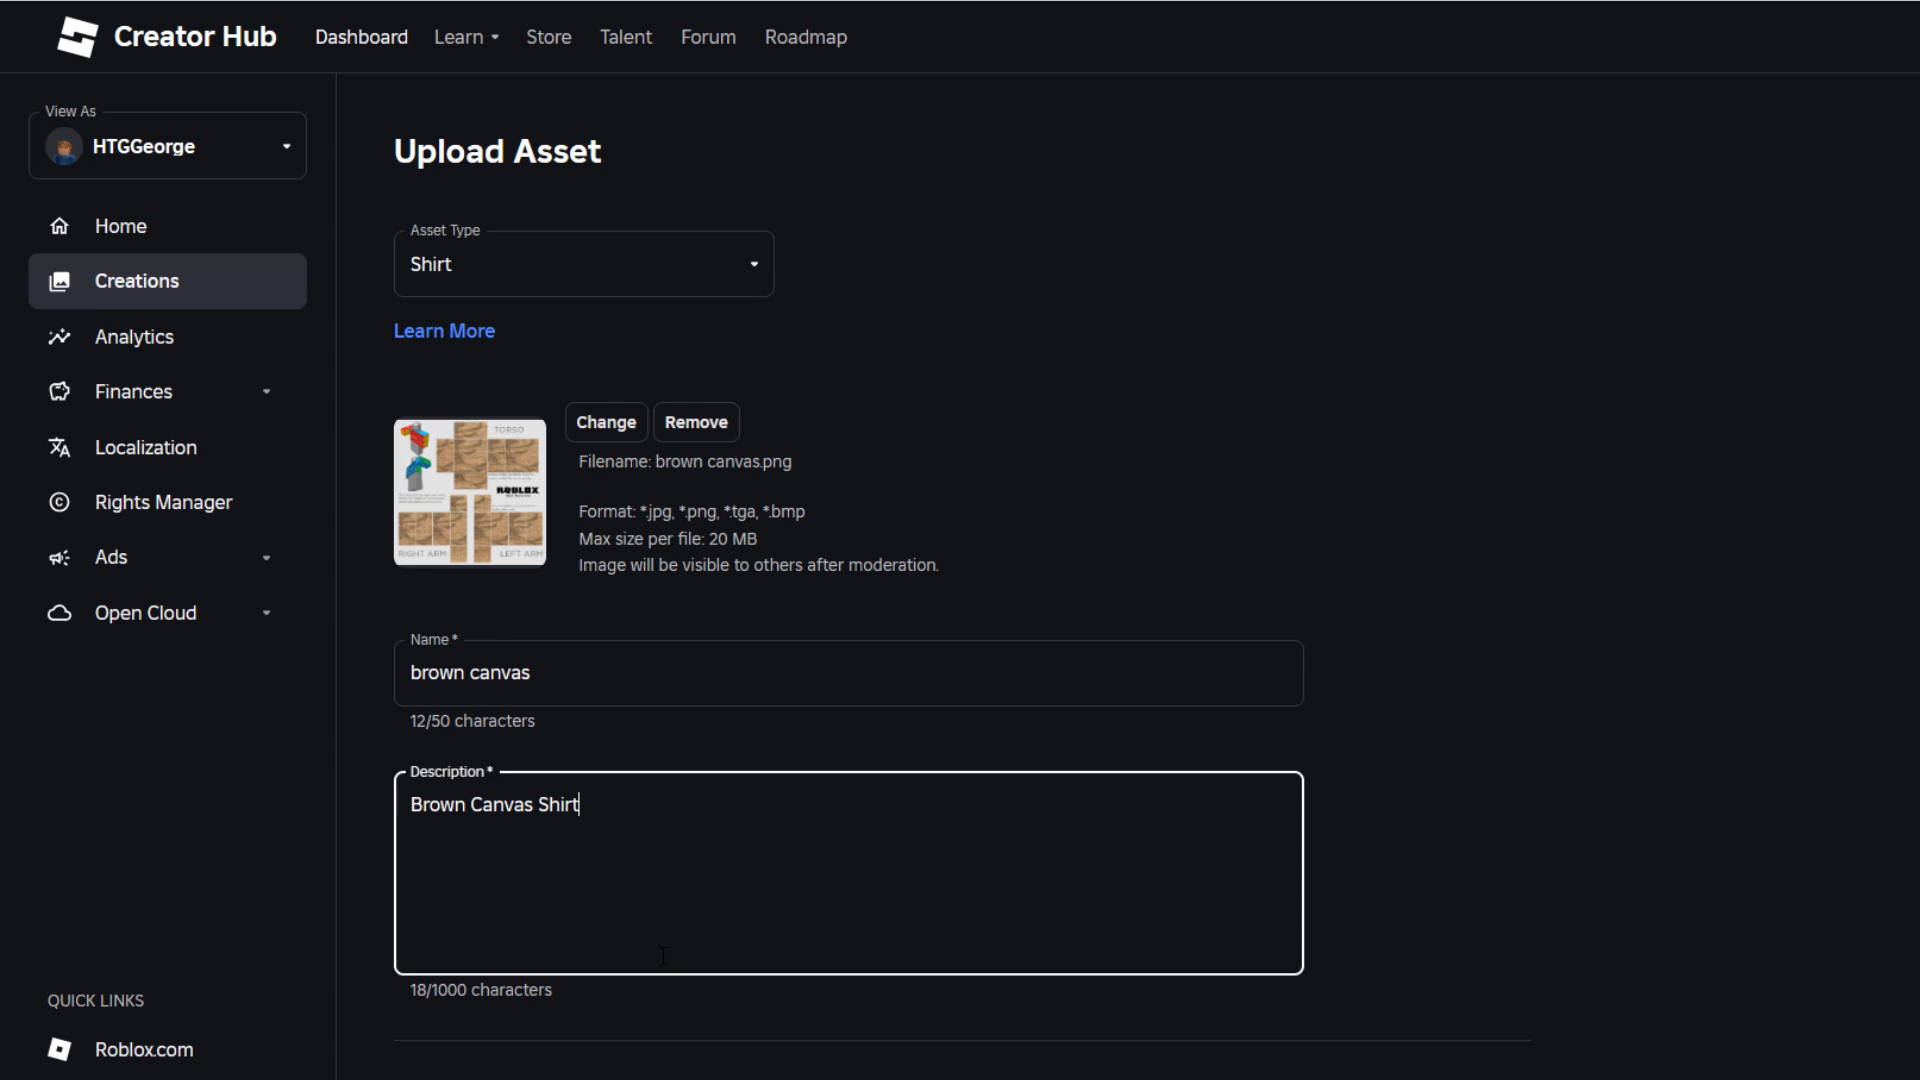 Creator Hub
Dashboard
Learn
Store
Talent
Forum
Roadmap
View As
HTGGeorge
Home
Creations
Analytics
Finances
Localization
Rights Manager
Ads
Open Cloud
QUICK LINKS
Roblox.com
Upload Asset
Asset Type
Shirt
Learn More
TORSO
ROBLOX
RIGHT ARM
LEFT ARM
Change
Remove
Filename: brown canvas.png
Format: *.jpg, *.png, *.tga, *.bmp
Max size per file: 20 MB
Image will be visible to others after moderation.
Name*
brown canvas
12/50 characters
Description*
Brown Canvas Shirt
18/1000 characters